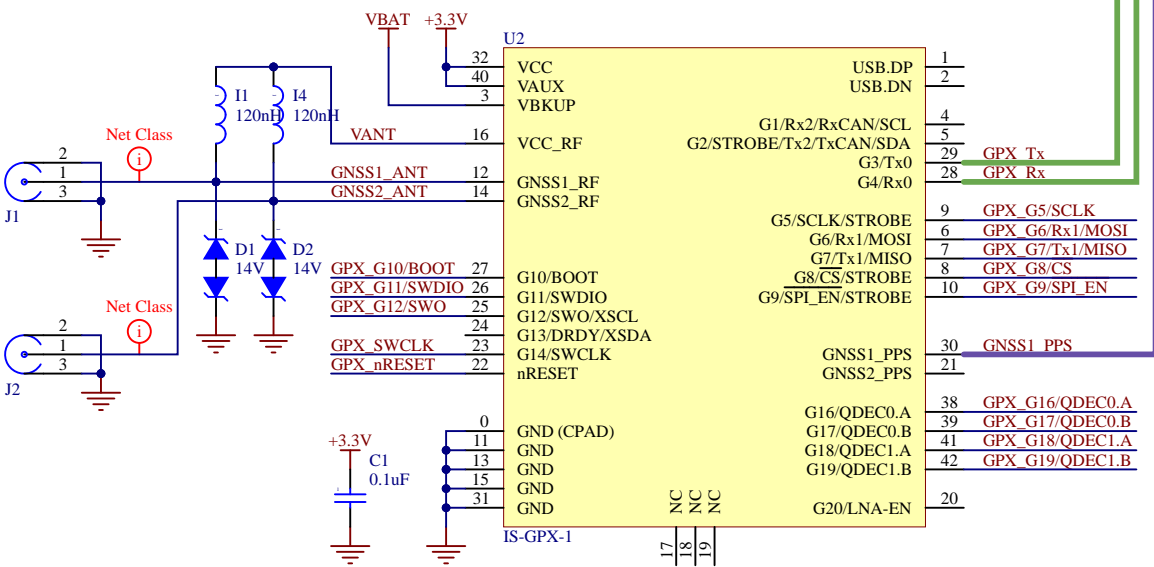 VBAT +3.3V
U2
32 VCC
40 VAUX
3 VBKUP
16 VCC_RF
12 GNSS1_RF
14 GNSS2_RF
27 G10/BOOT
26 G11/SWDIO
25 G12/SWO/XSCL
24 G13/DRDY/XSDA
23 G14/SWCLK
22 nRESET
0 GND (CPAD)
11 GND
13 GND
15 GND
31 GND
USB.DP 1
USB.DN 2
G1/Rx2/RxCAN/SCL 4
G2/STROBE/Tx2/TxCAN/SDA 5
G3/Tx0 29 GPX_Tx
G4/Rx0 28 GPX_Rx
G5/SCLK/STROBE 9 GPX_G5/SCLK
G6/Rx1/MOSI 6 GPX_G6/Rx1/MOSI
G7/Tx1/MISO 7 GPX_G7/Tx1/MISO
G8/CS/STROBE 8 GPX_G8/CS
G9/SPI_EN/STROBE 10 GPX_G9/SPI_EN
GNSS1_PPS 30 GNSS1_PPS
GNSS2_PPS 21
G16/QDEC0.A 38 GPX_G16/QDEC0.A
G17/QDEC0.B 39 GPX_G17/QDEC0.B
G18/QDEC1.A 41 GPX_G18/QDEC1.A
G19/QDEC1.B 42 GPX_G19/QDEC1.B
G20/LNA-EN 20
NC NC NC
17 18 19
IS-GPX-1
I1
120nH
I4
120nH
VANT
GNSS1_ANT
GNSS2_ANT
Net Class
i
2
1
3
J1
D1
14V
D2
14V
GPX_G10/BOOT
GPX_G11/SWDIO
GPX_G12/SWO
GPX_SWCLK
GPX_nRESET
Net Class
i
2
1
3
J2
+3.3V
C1
0.1uF